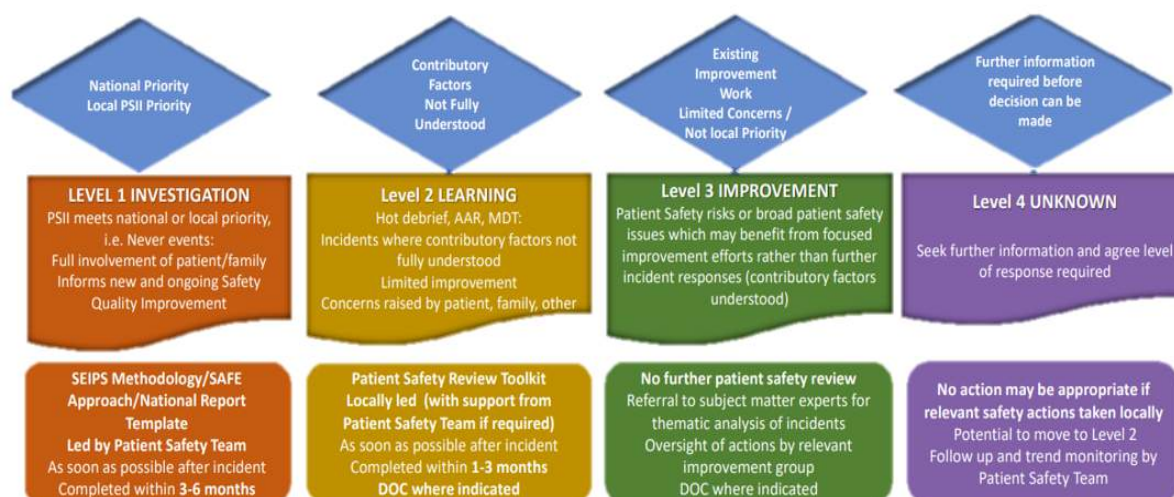 National Priority
Local PSII Priority
Contributory
Factors
Not Fully
Understood
Existing
Improvement
Work
Limited Concerns /
Not local Priority
Further information
required before
decision can be
made
LEVEL 1 INVESTIGATION
PSII meets national or local priority,
i.e. Never events:
Full involvement of patient/family
Informs new and ongoing Safety
Quality Improvement
Level 2 LEARNING
Hot debrief, AAR, MDT:
Incidents where contributory factors not
fully understood
Limited improvement
Concerns raised by patient, family, other
Level 3 IMPROVEMENT
Patient Safety risks or broad patient safety
issues which may benefit from focused
improvement efforts rather than further
incident responses (contributory factors
understood)
Level 4 UNKNOWN
Seek further information and agree level
of response required
SEIPS Methodology/SAFE
Approach/National Report
Template
Led by Patient Safety Team
As soon as possible after incident
Completed within 3-6 months
Patient Safety Review Toolkit
Locally led (with support from
Patient Safety Team if required)
As soon as possible after incident
Completed within 1-3 months
DOC where indicated
No further patient safety review
Referral to subject matter experts for
thematic analysis of incidents
Oversight of actions by relevant
improvement group
DOC where indicated
No action may be appropriate if
relevant safety actions taken locally
Potential to move to Level 2
Follow up and trend monitoring by
Patient Safety Team